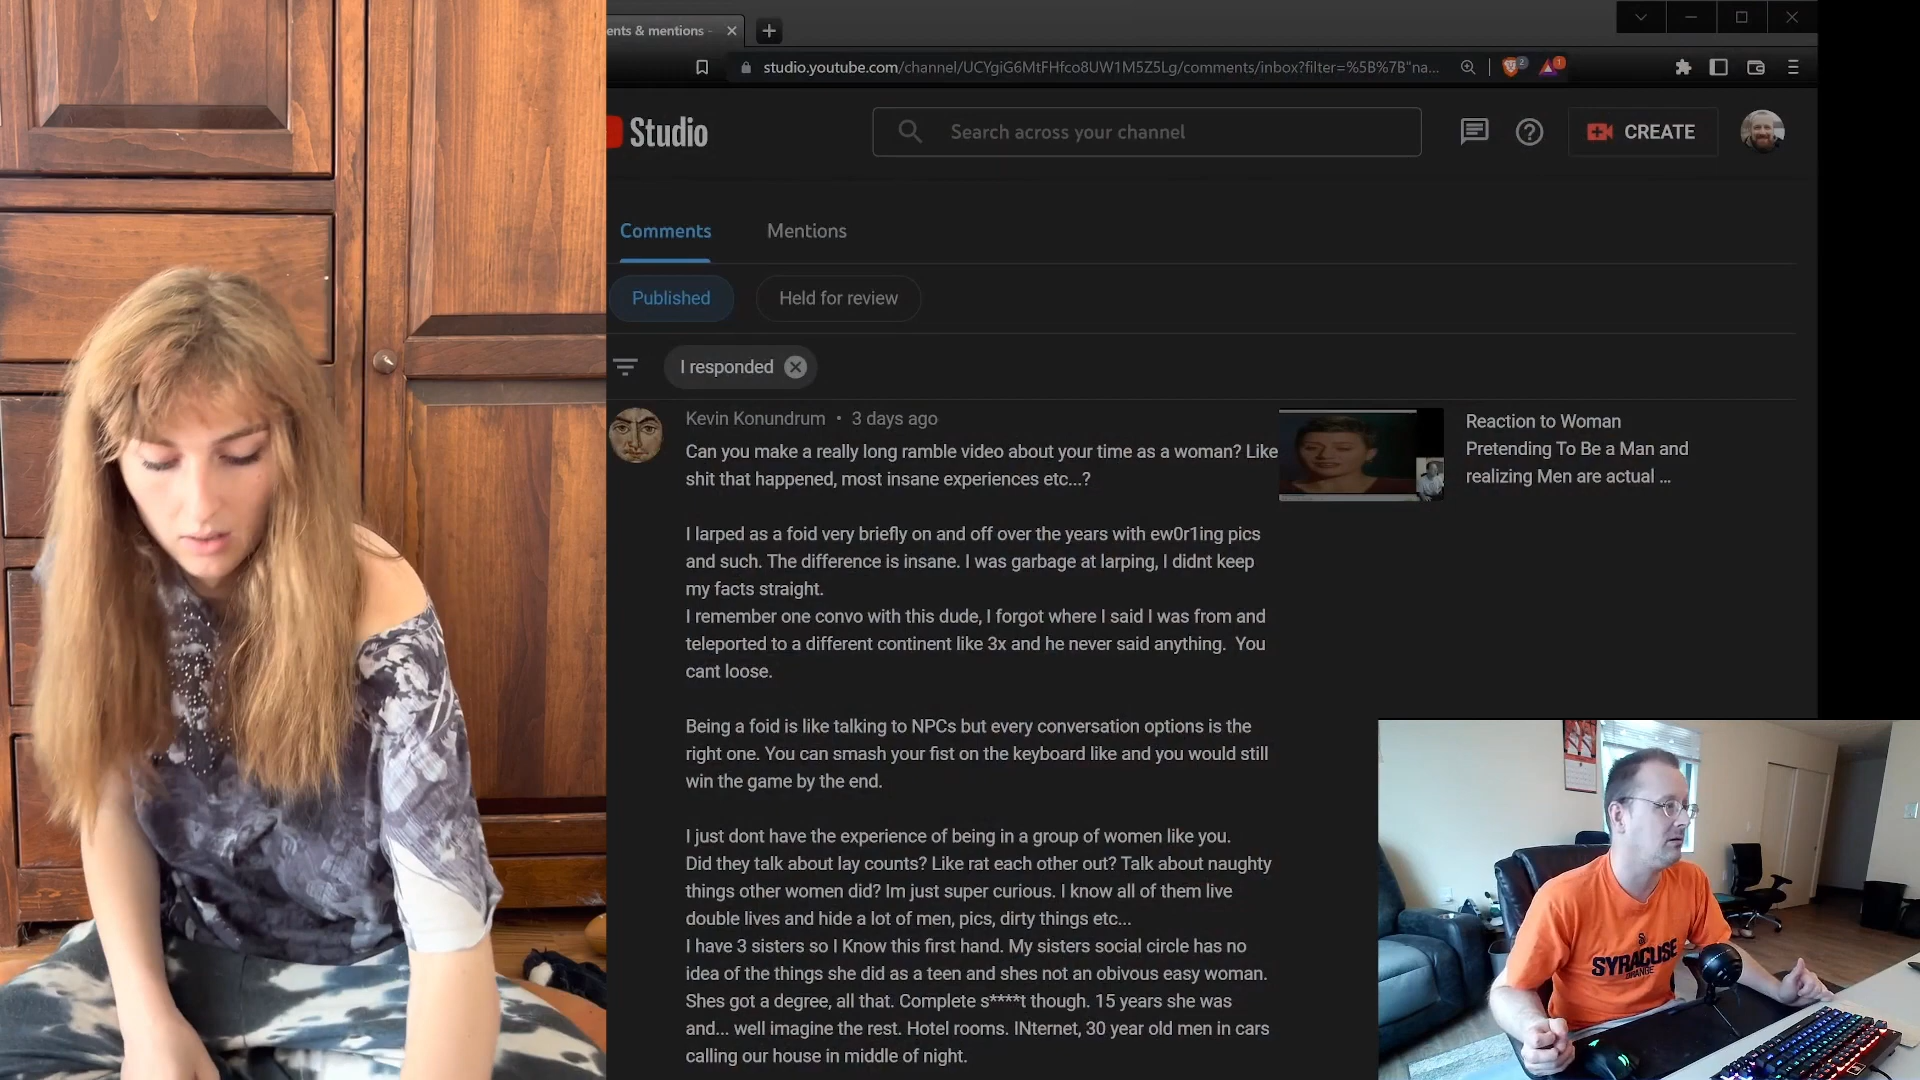 ents & mentions -
studio.youtube.com/channel/UCYgiG6MtFHfco8UW1M5Z5Lg/comments/inbox?filter=%5B%7B"na...
2
1
Studio
Search across your channel
CREATE
Comments
Mentions
Published
Held for review
I responded
Kevin Konundrum • 3 days ago
Can you make a really long ramble video about your time as a woman? Like
shit that happened, most insane experiences etc...?
I larped as a foid very briefly on and off over the years with ew0r1ing pics
and such. The difference is insane. I was garbage at larping, I didnt keep
my facts straight.
I remember one convo with this dude, I forgot where I said I was from and
teleported to a different continent like 3x and he never said anything. You
cant loose.
Being a foid is like talking to NPCs but every conversation options is the
right one. You can smash your fist on the keyboard like and you would still
win the game by the end.
I just dont have the experience of being in a group of women like you.
Did they talk about lay counts? Like rat each other out? Talk about naughty
things other women did? Im just super curious. I know all of them live
double lives and hide a lot of men, pics, dirty things etc...
I have 3 sisters so I Know this first hand. My sisters social circle has no
idea of the things she did as a teen and shes not an obivous easy woman.
Shes got a degree, all that. Complete s****t though. 15 years she was
and... well imagine the rest. Hotel rooms. INternet, 30 year old men in cars
calling our house in middle of night.
Reaction to Woman
Pretending To Be a Man and
realizing Men are actual ...
SYRACUSE
ORANGE